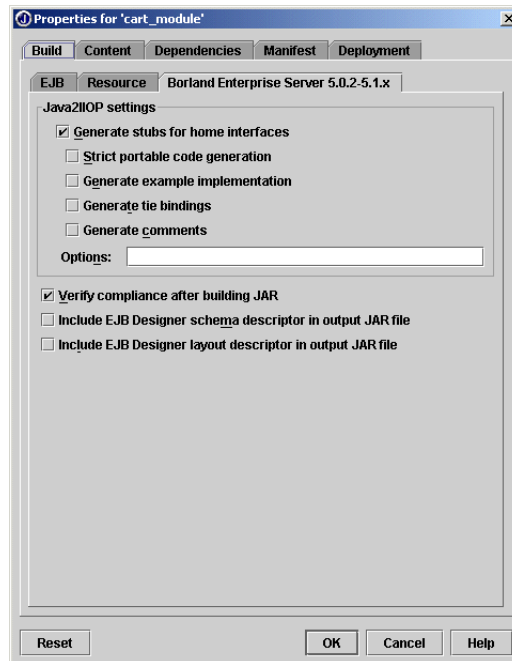 Properties for 'cart_module'
Build Content Dependencies Manifest Deployment
EJB Resource Borland Enterprise Server 5.0.2-5.1.x
Java2IIOP settings
Generate stubs for home interfaces
Strict portable code generation
Generate example implementation
Generate tie bindings
Generate comments
Options:
Verify compliance after building JAR
Include EJB Designer schema descriptor in output JAR file
Include EJB Designer layout descriptor in output JAR file
Reset OK Cancel Help